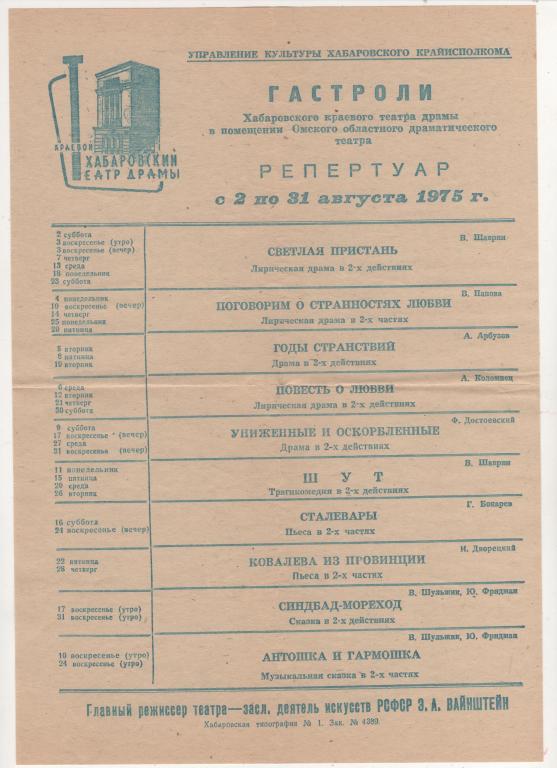 УПРАВЛЕНИЕ КУЛЬТУРЫ ХАБАРОВСКОГО КРАЙИСПОЛКОМА
ГАСТРОЛИ
Хабаровского краевого театра драмы
в помещении Омского областного драматического
театра
КРАЕВОЙ
ХАБАРОВСКИЙ
ТЕАТР ДРАМЫ
РЕПЕРТУАР
с 2 по 31 августа 1975 г.
2 суббота
3 воскресенье (утро)
3 воскресенье (вечер)
7 четверг
13 среда
18 понедельник
23 суббота
В. Шаврин
СВЕТЛАЯ ПРИСТАНЬ
Лирическая драма в 2-х действиях
4 понедельник
10 воскресенье (вечер)
14 четверг
25 понедельник
29 пятница
В. Панова
ПОГОВОРИМ О СТРАННОСТЯХ ЛЮБВИ
Лирическая драма в 2-х частях
5 вторник
8 пятница
19 вторник
А. Арбузов
ГОДЫ СТРАНСТВИЙ
Драма в 2-х действиях
6 среда
12 вторник
21 четверг
30 суббота
А. Коломиец
ПОВЕСТЬ О ЛЮБВИ
Лирическая драма в 2-х действиях
9 суббота
17 воскресенье (вечер)
27 среда
31 воскресенье (вечер)
Ф. Достоевский
УНИЖЕННЫЕ И ОСКОРБЛЕННЫЕ
Драма в 2-х действиях
11 понедельник
15 пятница
20 среда
26 вторник
В. Шаврин
ШУТ
Трагикомедия в 2-х действиях
16 суббота
24 воскресенье (вечер)
Г. Бокарев
СТАЛЕВАРЫ
Пьеса в 2-х частях
22 пятница
28 четверг
И. Дворецкий
КОВАЛЕВА ИЗ ПРОВИНЦИИ
Пьеса в 2-х частях
17 воскресенье (утро)
31 воскресенье (утро)
В. Шульжик, Ю. Фридман
СИНДБАД-МОРЕХОД
Сказка в 2-х действиях
10 воскресенье (утро)
24 воскресенье (утро)
В. Шульжик, Ю. Фридман
АНТОШКА И ГАРМОШКА
Музыкальная сказка в 2-х частях
Главный режиссер театра—засл. деятель искусств РСФСР Э. А. ВАЙНШТЕЙН
Хабаровская типография № 1. Зак. № 4389.